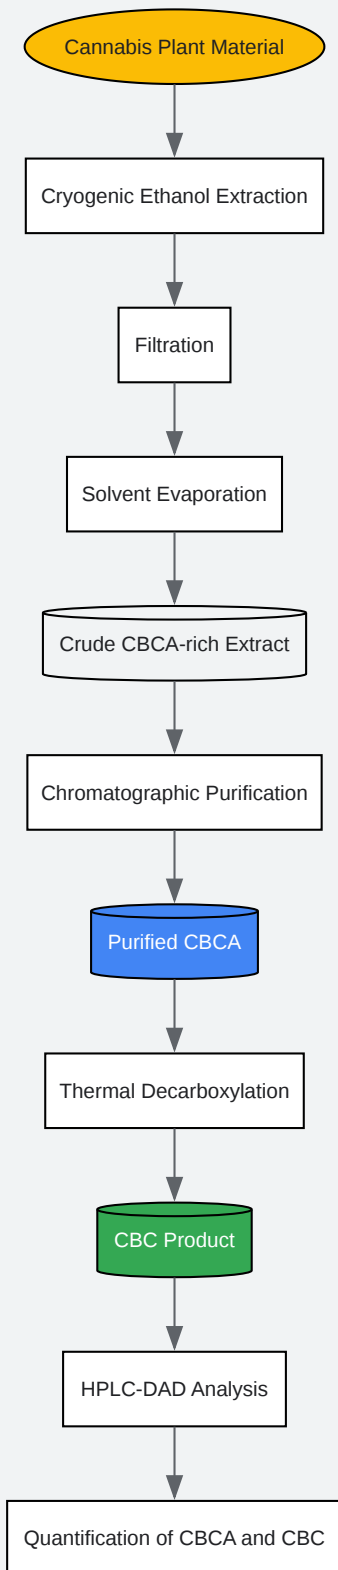 Cannabis Plant Material
Cryogenic Ethanol Extraction
Filtration
Solvent Evaporation
Crude CBCA-rich Extract
Chromatographic Purification
Purified CBCA
Thermal Decarboxylation
CBC Product
HPLC-DAD Analysis
Quantification of CBCA and CBC